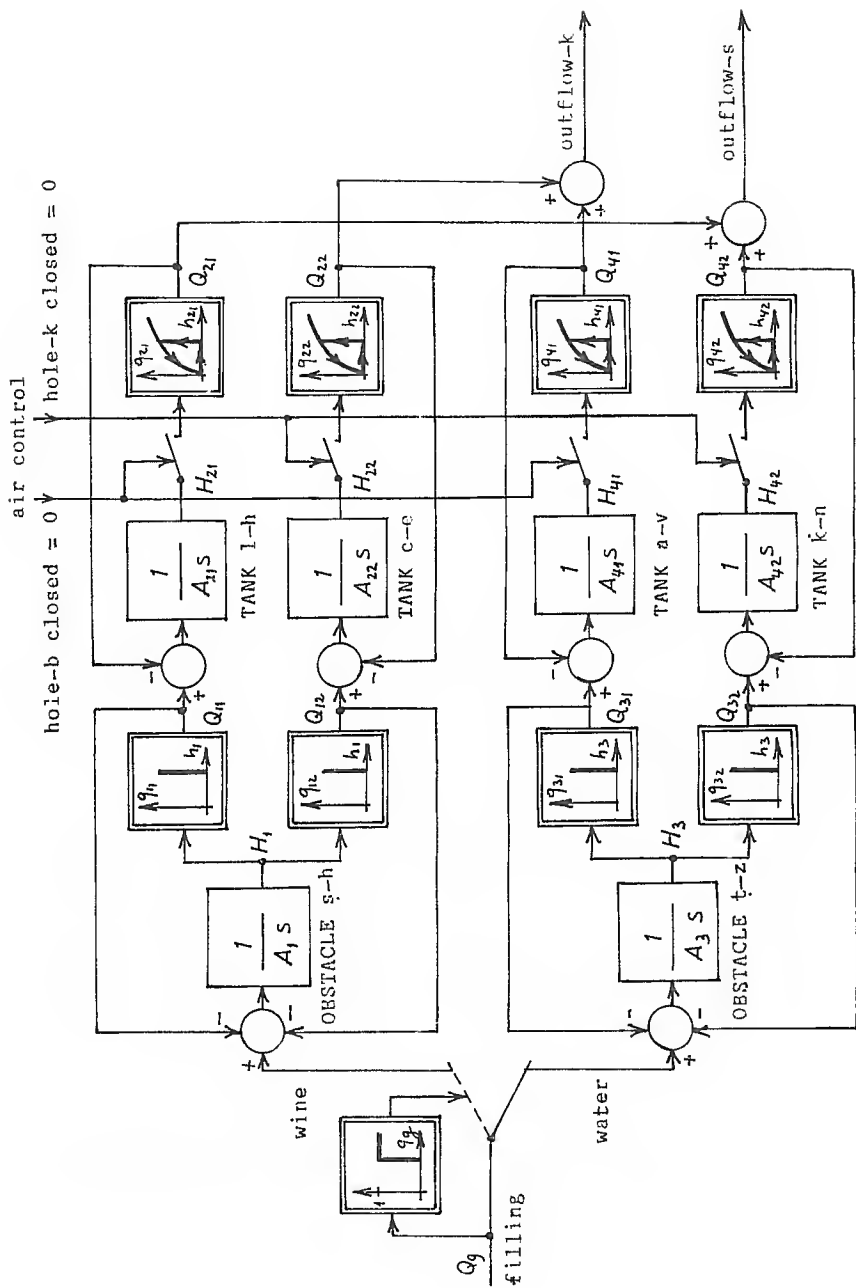 air control
hole-b closed = 0
hole-k closed = 0
Qg
filling
1
qg
wine
water
1
A₁ s
OBSTACLE ṣ-h
H₁
q₁₁
h₁
Q₁₁
q₁₂
h₁
Q₁₂
1
A₂₁ s
TANK l-h
H₂₁
q₂₁
h₂₁
Q₂₁
1
A₂₂ s
TANK c-e
H₂₂
q₂₂
h₂₂
Q₂₂
1
A₃ s
OBSTACLE ṭ-z
H₃
q₃₁
h₃
Q₃₁
q₃₂
h₃
Q₃₂
1
A₄₁ s
TANK a-v
H₄₁
q₄₁
h₄₁
Q₄₁
1
A₄₂ s
TANK k-n
H₄₂
q₄₂
h₄₂
Q₄₂
outflow-k
outflow-s